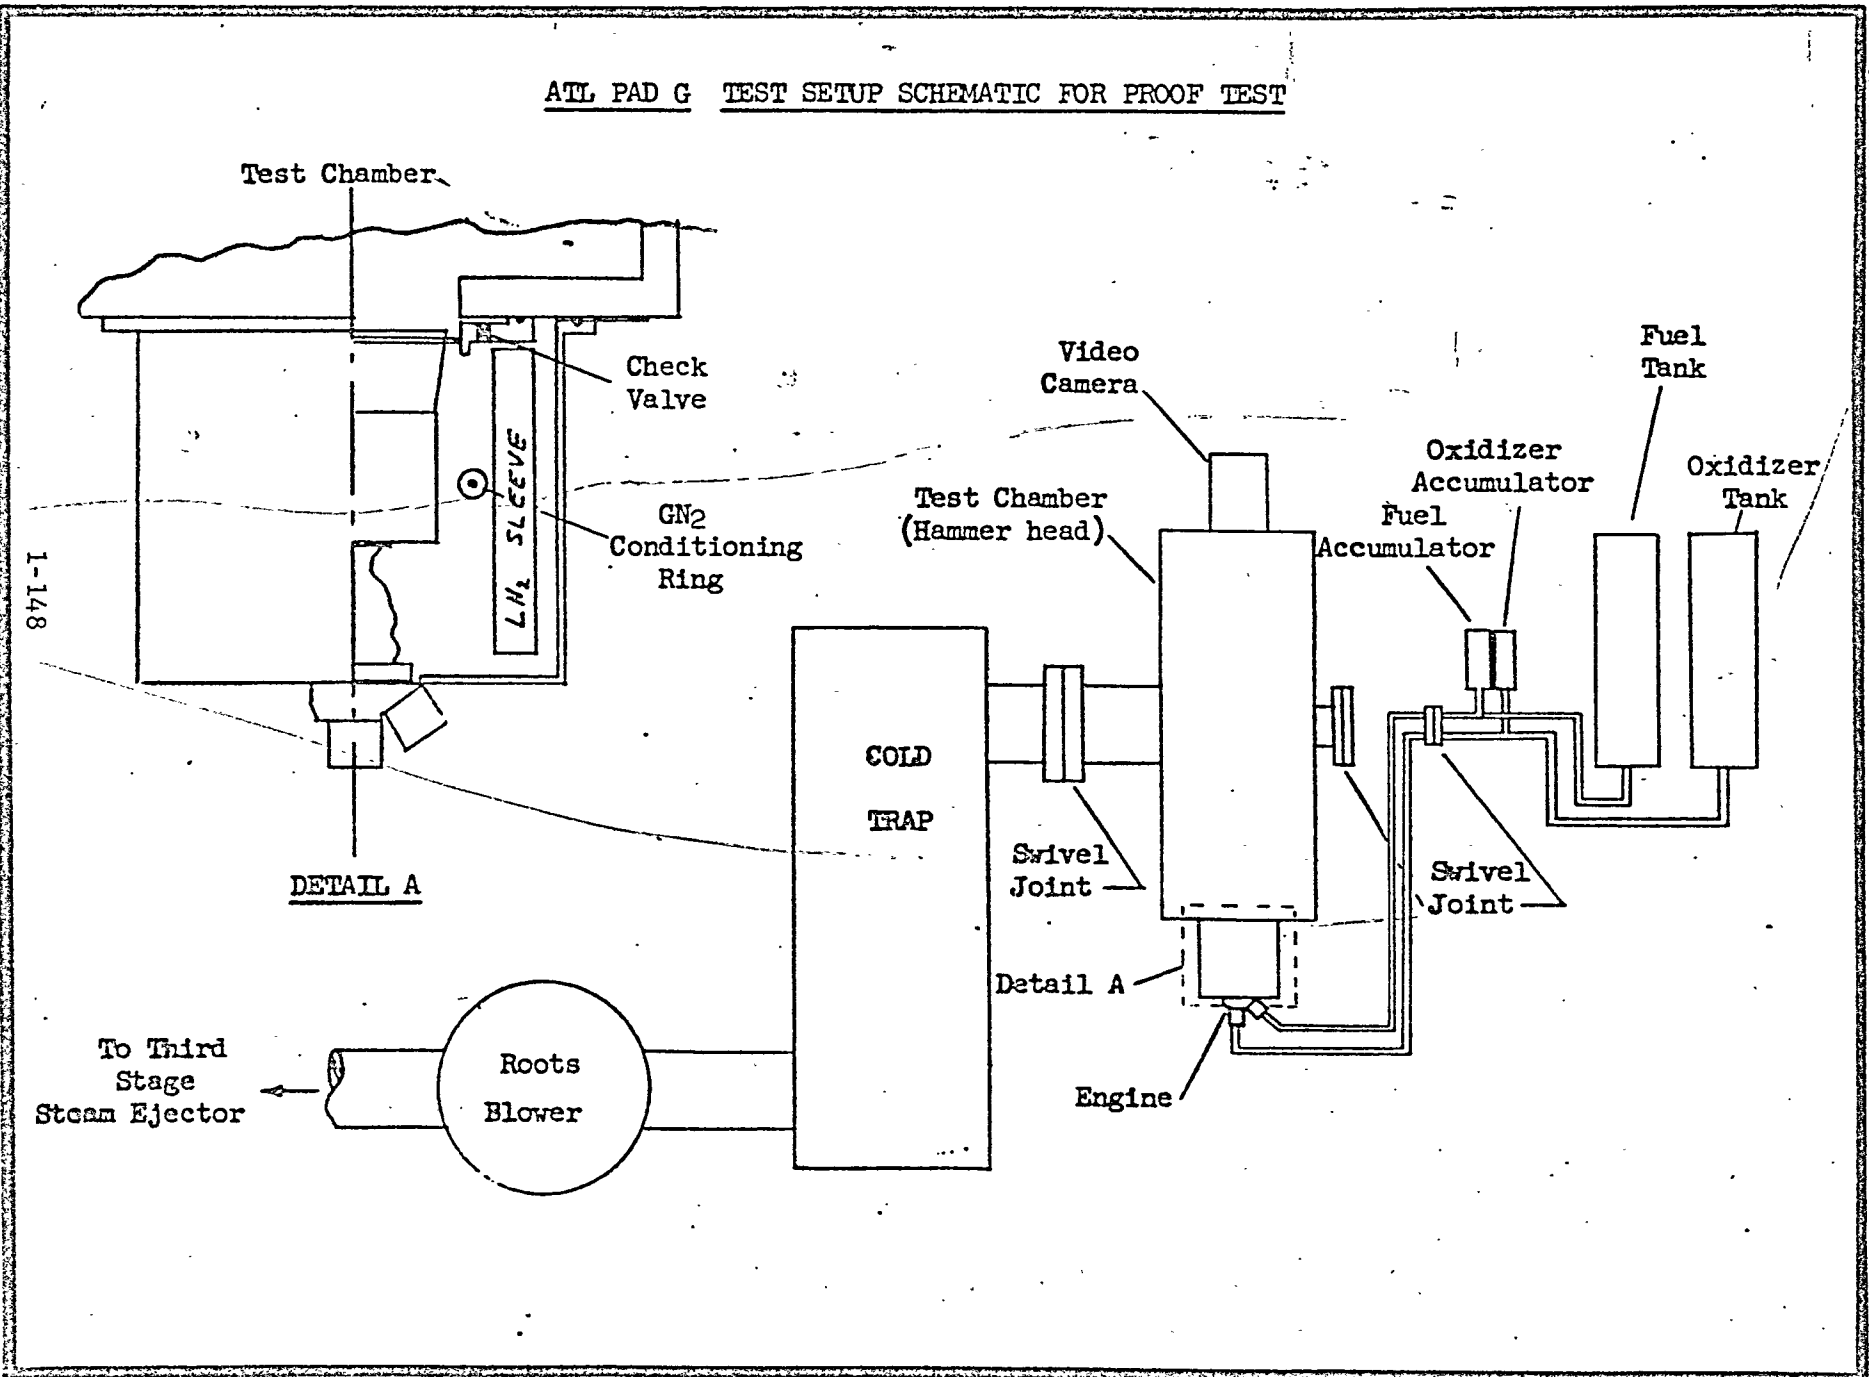 ATL PAD G TEST SETUP SCHEMATIC FOR PROOF TEST
Test Chamber
Check
Valve
LH2 SLEEVE
GN2
Conditioning
Ring
1-148
DETAIL A
Video
Camera
Test Chamber
(Hammer head)
Fuel
Tank
Oxidizer
Accumulator
Oxidizer
Tank
Fuel
Accumulator
COLD
TRAP
Swivel
Joint
Swivel
Joint
Detail A
Engine
Roots
Blower
To Third
Stage
Steam Ejector